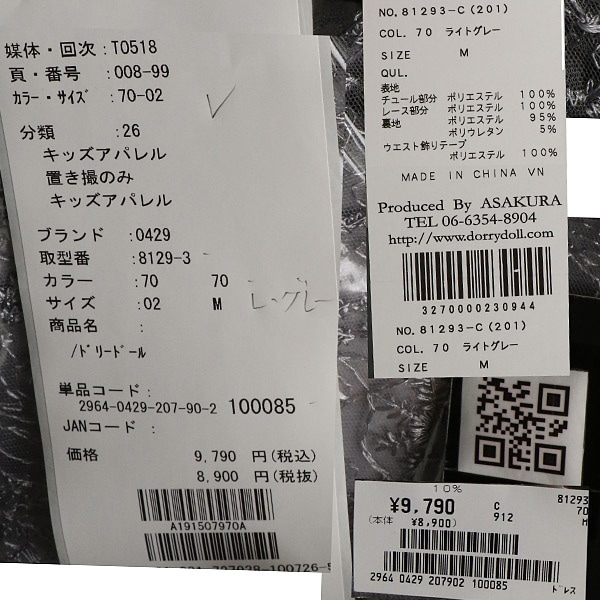 媒体・回次 : T0518
頁・番号 : 008-99
カラー・サイズ : 70-02
分類 : 26
キッズアパレル
置き撮のみ
キッズアパレル
ブランド : 0429
取型番 : 8129-3
カラー : 70 70
サイズ : 02 M
商品名 :
/ドリードール
単品コード :
2964-0429-207-90-2 100085
JANコード :
価格 9,790 円(税込)
8,900 円(税抜)
A191507970A
NO. 81293-C (201)
COL. 70 ライトグレー
SIZE M
QUL.
表地
チュール部分 ポリエステル 100%
レース部分 ポリエステル 100%
裏地 ポリエステル 95%
ポリウレタン 5%
ウエスト飾りテープ
ポリエステル 100%
MADE IN CHINA VN
Produced By ASAKURA
TEL 06-6354-8904
http://www.dorrydoll.com
3270000230944
NO. 81293-C (201)
COL. 70 ライトグレー
SIZE M
10%
¥9,790 C 81293
(本体 ¥8,900) 912 70
M
2964 0429 207902 100085
ドレス